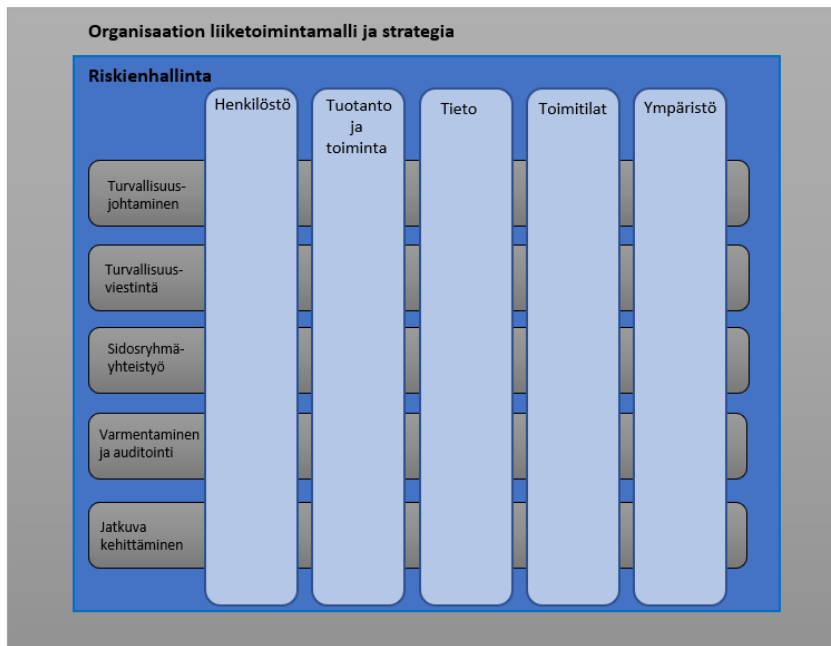 Organisaation liiketoimintamalli ja strategia
Riskienhallinta
Henkilöstö
Tuotanto
ja
toiminta
Tieto
Toimitilat
Ympäristö
Turvallisuus-
johtaminen
Turvallisuus-
viestintä
Sidosryhmä-
yhteistyö
Varmentaminen
ja auditointi
Jatkuva
kehittäminen